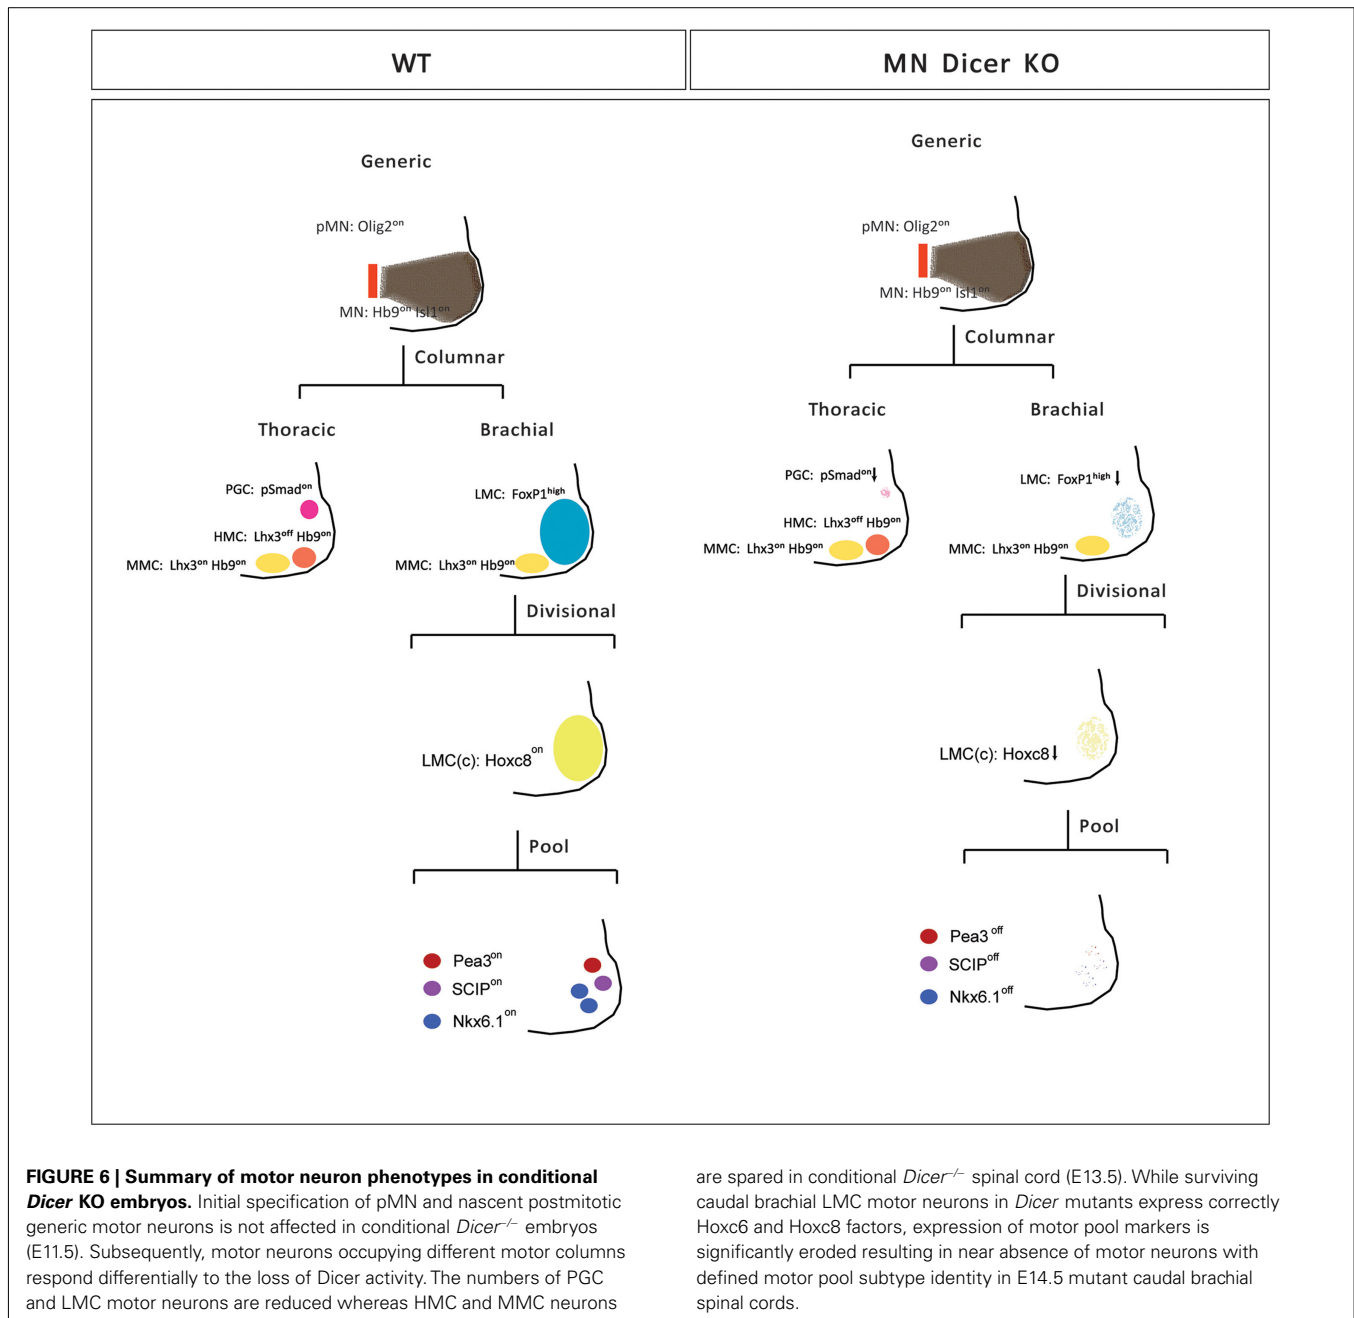 WT
MN Dicer KO
Generic
pMN: Olig2ᵒⁿ
MN: Hb9ᵒⁿ Isl1ᵒⁿ
Columnar
Thoracic
Brachial
PGC: pSmadᵒⁿ
HMC: Lhx3ᵒᶠᶠ Hb9ᵒⁿ
MMC: Lhx3ᵒⁿ Hb9ᵒⁿ
LMC: FoxP1ʰⁱᵍʰ
MMC: Lhx3ᵒⁿ Hb9ᵒⁿ
Divisional
LMC(c): Hoxc8ᵒⁿ
Pool
Pea3ᵒⁿ
SCIPᵒⁿ
Nkx6.1ᵒⁿ
Generic
pMN: Olig2ᵒⁿ
MN: Hb9ᵒⁿ Isl1ᵒⁿ
Columnar
Thoracic
Brachial
PGC: pSmadᵒⁿ↓
HMC: Lhx3ᵒᶠᶠ Hb9ᵒⁿ
MMC: Lhx3ᵒⁿ Hb9ᵒⁿ
LMC: FoxP1ʰⁱᵍʰ ↓
MMC: Lhx3ᵒⁿ Hb9ᵒⁿ
Divisional
LMC(c): Hoxc8↓
Pool
Pea3ᵒᶠᶠ
SCIPᵒᶠᶠ
Nkx6.1ᵒᶠᶠ
FIGURE 6 | Summary of motor neuron phenotypes in conditional
Dicer KO embryos. Initial specification of pMN and nascent postmitotic
generic motor neurons is not affected in conditional Dicer⁻/⁻ embryos
(E11.5). Subsequently, motor neurons occupying different motor columns
respond differentially to the loss of Dicer activity. The numbers of PGC
and LMC motor neurons are reduced whereas HMC and MMC neurons
are spared in conditional Dicer⁻/⁻ spinal cord (E13.5). While surviving
caudal brachial LMC motor neurons in Dicer mutants express correctly
Hoxc6 and Hoxc8 factors, expression of motor pool markers is
significantly eroded resulting in near absence of motor neurons with
defined motor pool subtype identity in E14.5 mutant caudal brachial
spinal cords.